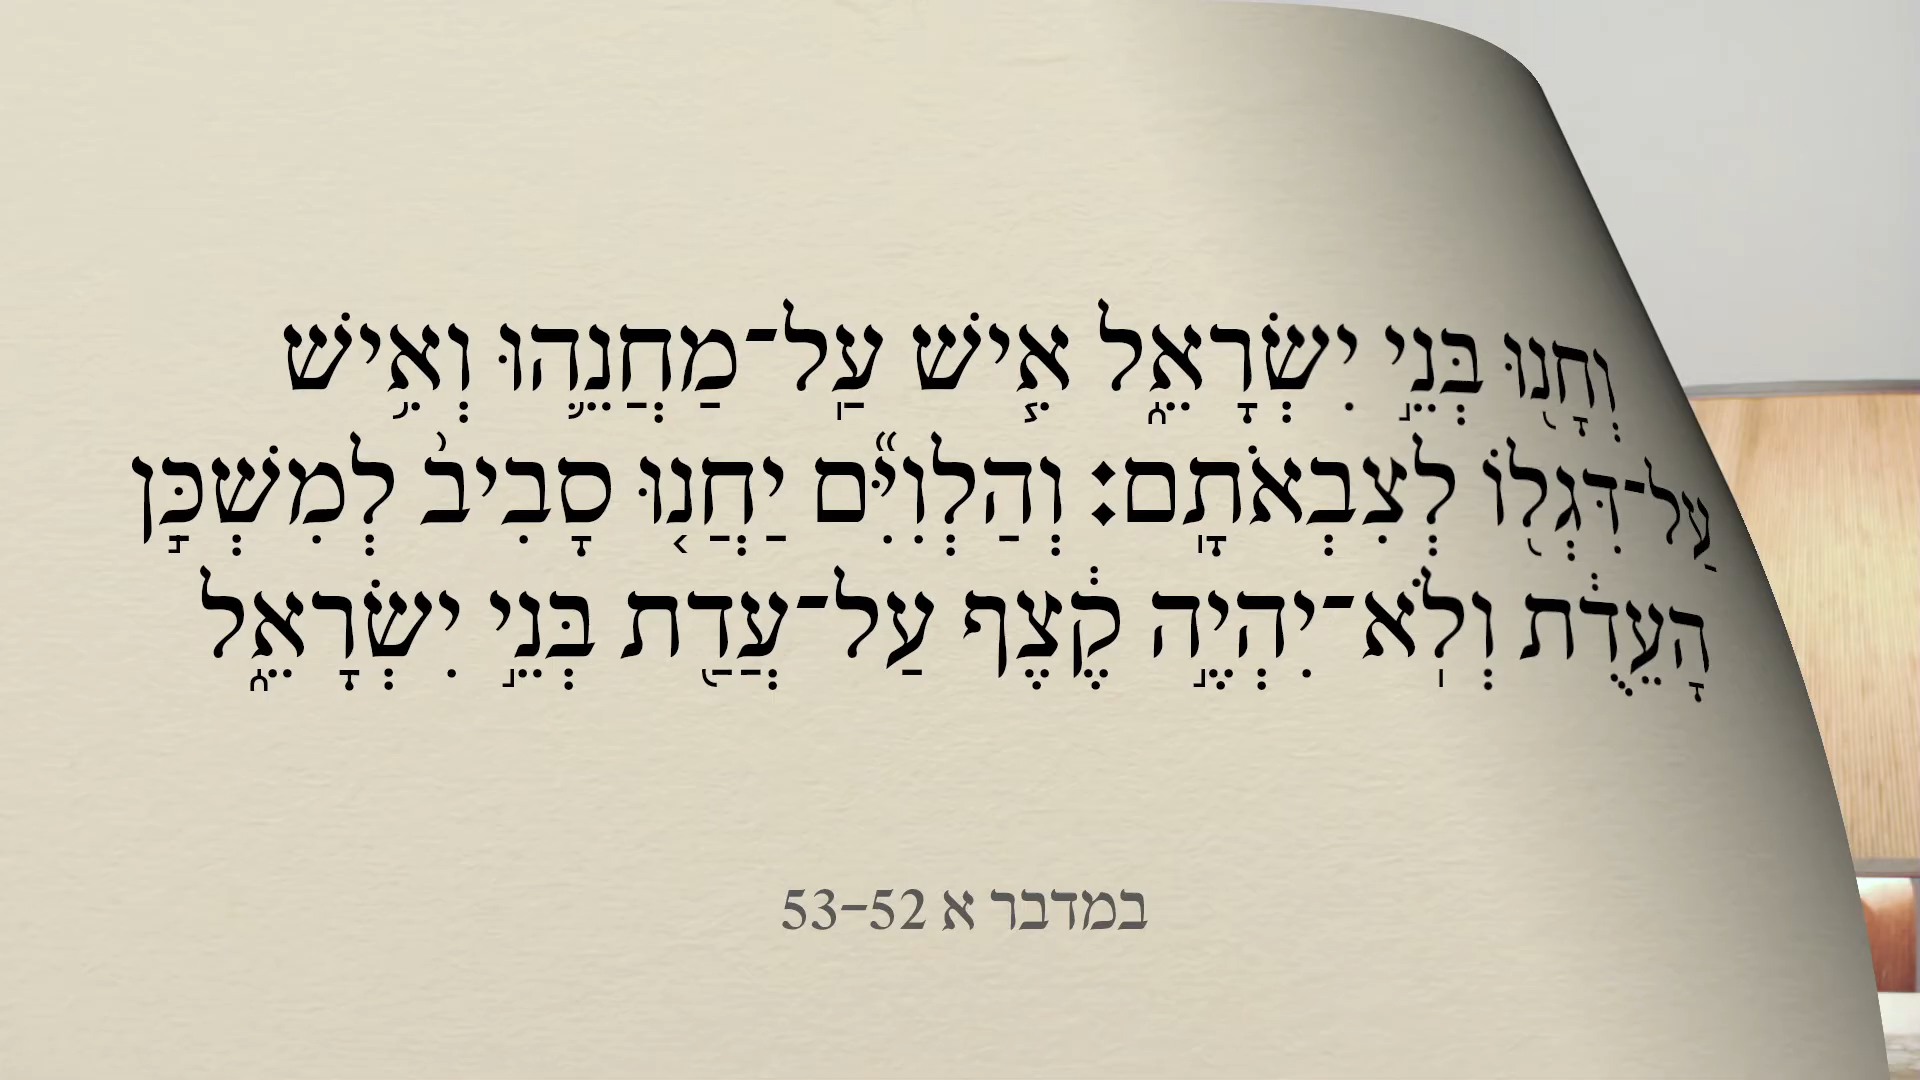 וְחָנ֖וּ בְּנֵ֣י יִשְׂרָאֵ֑ל אִ֧ישׁ עַֽל־מַחֲנֵ֛הוּ וְאִ֥ישׁ
עַל־דִּגְל֖וֹ לְצִבְאֹתָֽם׃ וְהַלְוִיִּ֞ם יַחֲנ֤וּ סָבִיב֙ לְמִשְׁכַּ֣ן
הָעֵדֻ֔ת וְלֹֽא־יִהְיֶ֣ה קֶ֔צֶף עַל־עֲדַ֖ת בְּנֵ֣י יִשְׂרָאֵ֑ל
במדבר א 52–53